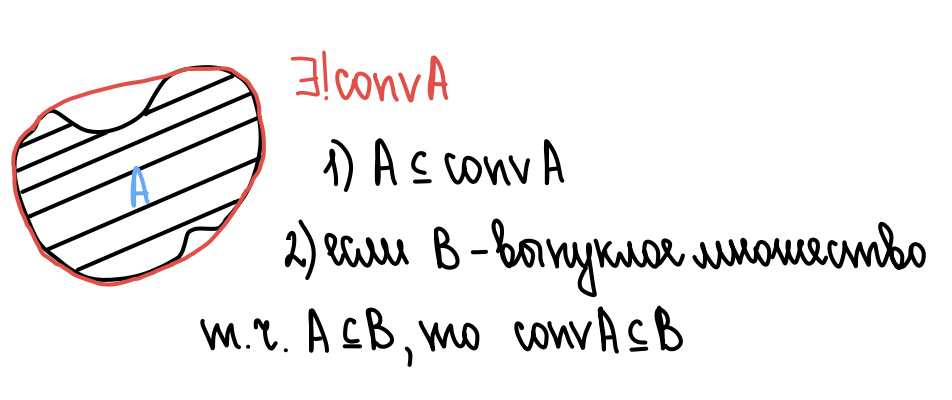 ∃!convA
A
1) A ⊆ convA
2) если B - выпуклое множество
т.ч. A ⊆ B, то convA ⊆ B